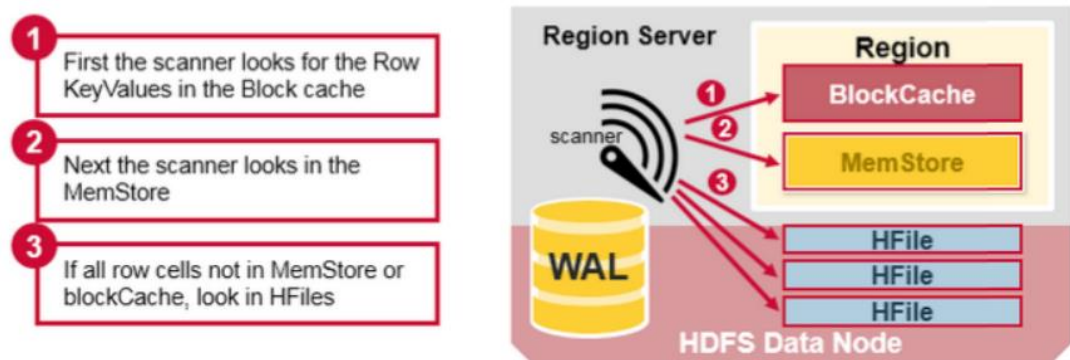 1
First the scanner looks for the Row
KeyValues in the Block cache
2
Next the scanner looks in the
MemStore
3
If all row cells not in MemStore or
blockCache, look in HFiles
Region Server
Region
BlockCache
MemStore
scanner
1
2
3
WAL
HFile
HFile
HFile
HDFS Data Node